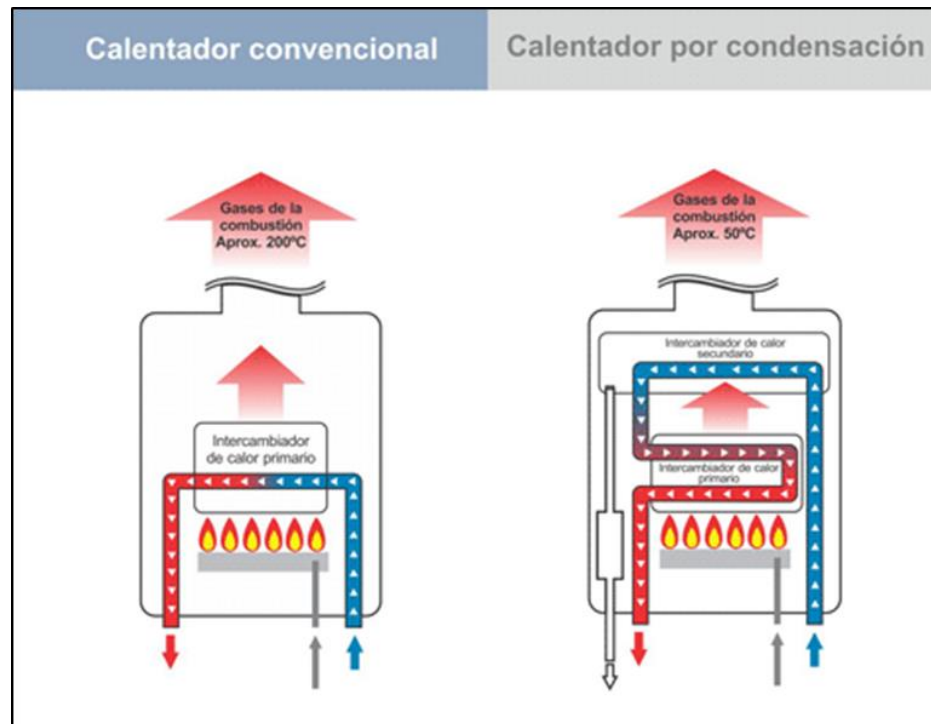 Calentador convencional
Calentador por condensación
Gases de la
combustión
Aprox. 200ºC
Intercambiador
de calor primario
Gases de la
combustión
Aprox. 50ºC
Intercambiador de calor
secundario
Intercambiador de calor
primario